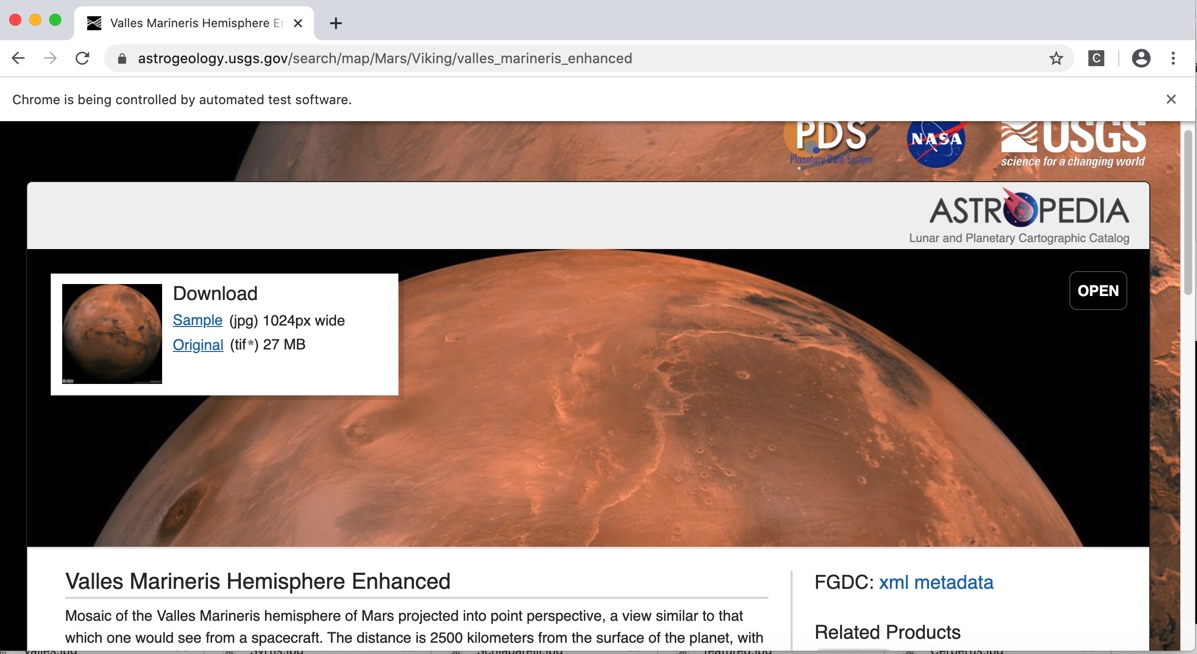 Valles Marineris Hemisphere En
astrogeology.usgs.gov/search/map/Mars/Viking/valles_marineris_enhanced
Chrome is being controlled by automated test software.
PDS
Planetary Data System
NASA
USGS
science for a changing world
ASTROPEDIA
Lunar and Planetary Cartographic Catalog
Download
Sample (jpg) 1024px wide
Original (tif*) 27 MB
OPEN
Valles Marineris Hemisphere Enhanced
Mosaic of the Valles Marineris hemisphere of Mars projected into point perspective, a view similar to that
which one would see from a spacecraft. The distance is 2500 kilometers from the surface of the planet, with
FGDC: xml metadata
Related Products